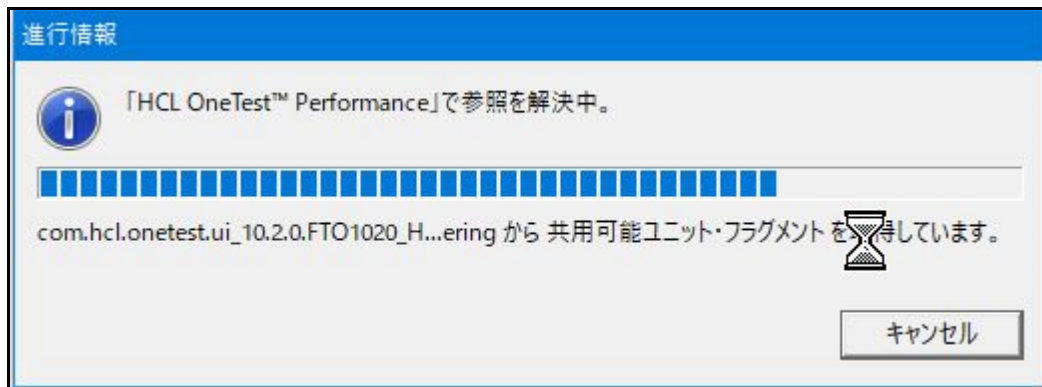 進行情報
「HCL OneTest™ Performance」で参照を解決中。
com.hcl.onetest.ui_10.2.0.FTO1020_H...ering から 共用可能ユニット・フラグメント を得しています。
キャンセル